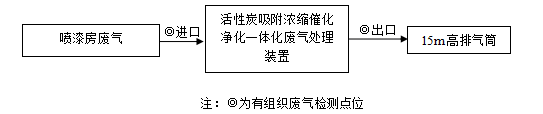 喷漆房废气
◎进口
活性炭吸附浓缩催化
净化一体化废气处理
装置
◎出口
15m高排气筒
注：◎为有组织废气检测点位